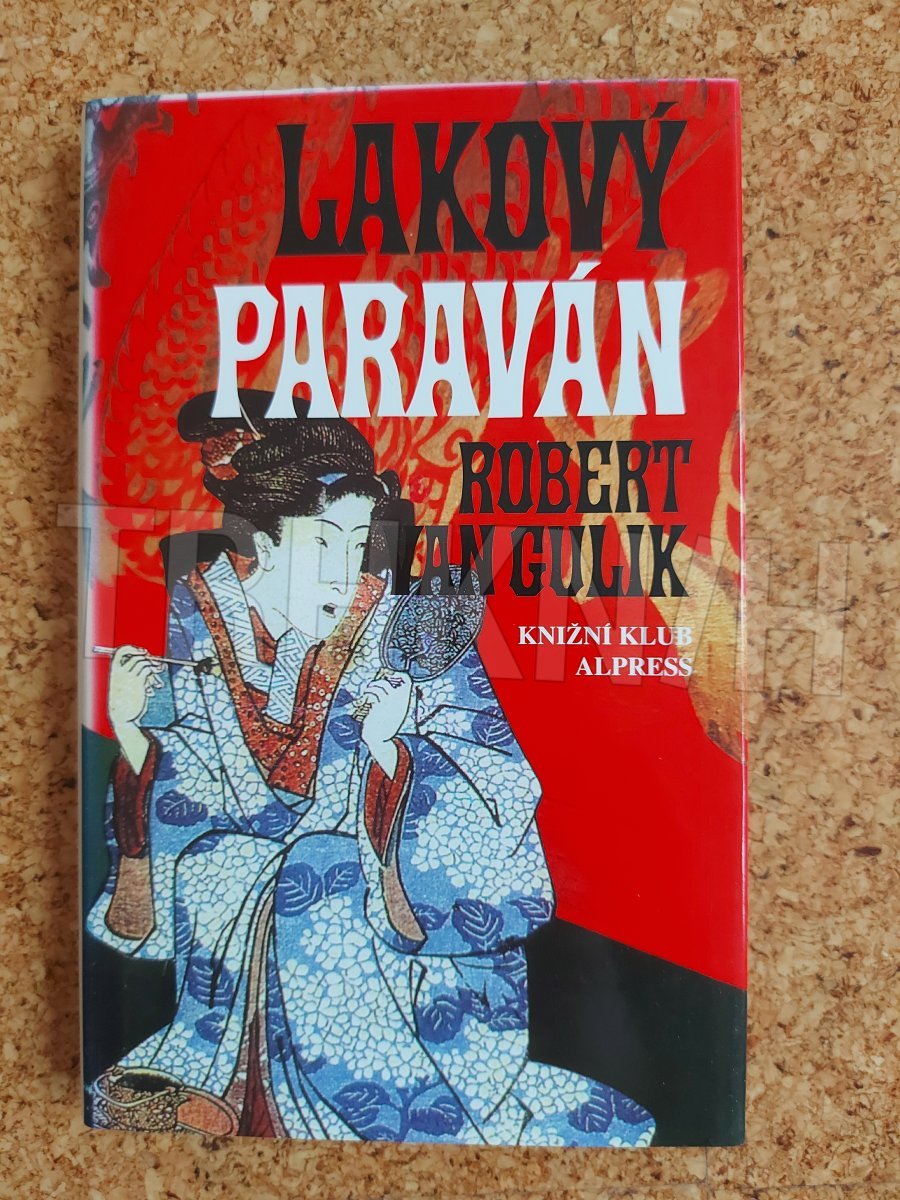 LAKOVÝ
PARAVÁN
ROBERT
VAN GULIK
KNIŽNÍ KLUB
ALPRESS